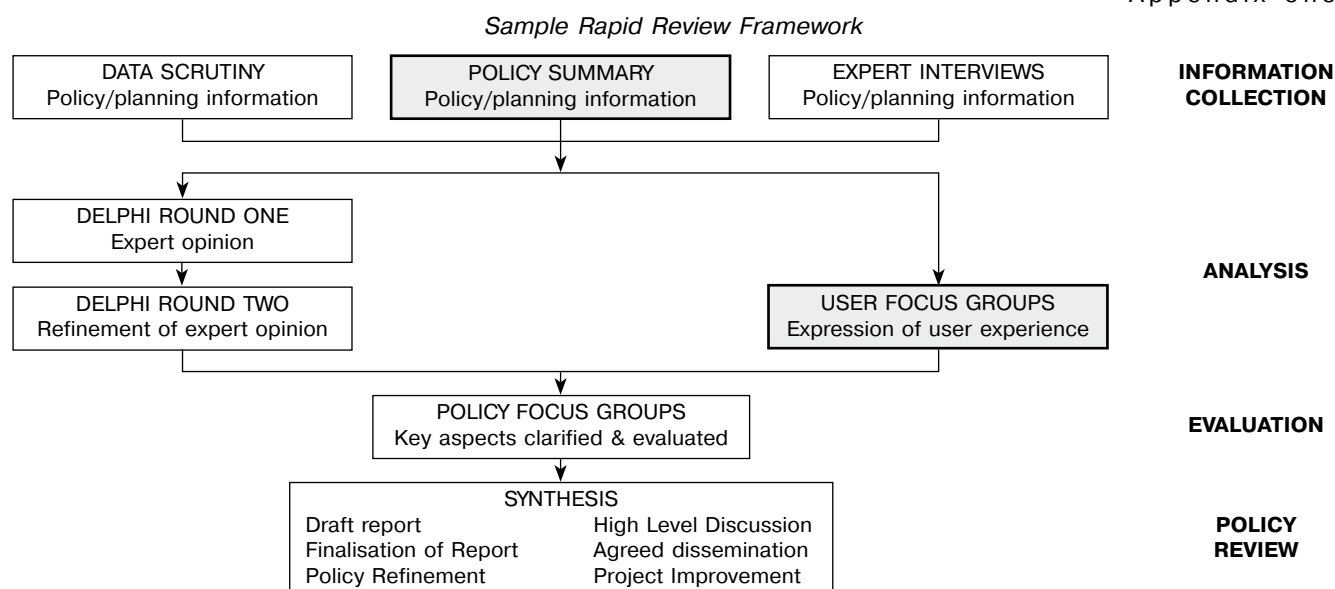 Appendix one
Sample Rapid Review Framework
DATA SCRUTINY
Policy/planning information
POLICY SUMMARY
Policy/planning information
EXPERT INTERVIEWS
Policy/planning information
INFORMATION
COLLECTION
DELPHI ROUND ONE
Expert opinion
ANALYSIS
DELPHI ROUND TWO
Refinement of expert opinion
USER FOCUS GROUPS
Expression of user experience
POLICY FOCUS GROUPS
Key aspects clarified & evaluated
EVALUATION
SYNTHESIS
Draft report
High Level Discussion
Finalisation of Report
Agreed dissemination
Policy Refinement
Project Improvement
POLICY
REVIEW